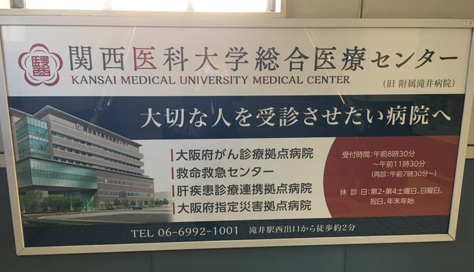 醫
関西医科大学総合医療センター
KANSAI MEDICAL UNIVERSITY MEDICAL CENTER
(旧 附属滝井病院)
大切な人を受診させたい病院へ
大阪府がん診療拠点病院
救命救急センター
肝疾患診療連携拠点病院
大阪府指定災害拠点病院
受付時間:午前8時30分
～午前11時30分
(再診:午前7時30分～)
休 診 日:第2・第4土曜日、日曜日、
祝日、年末年始
TEL 06-6992-1001 滝井駅西出口から徒歩約2分